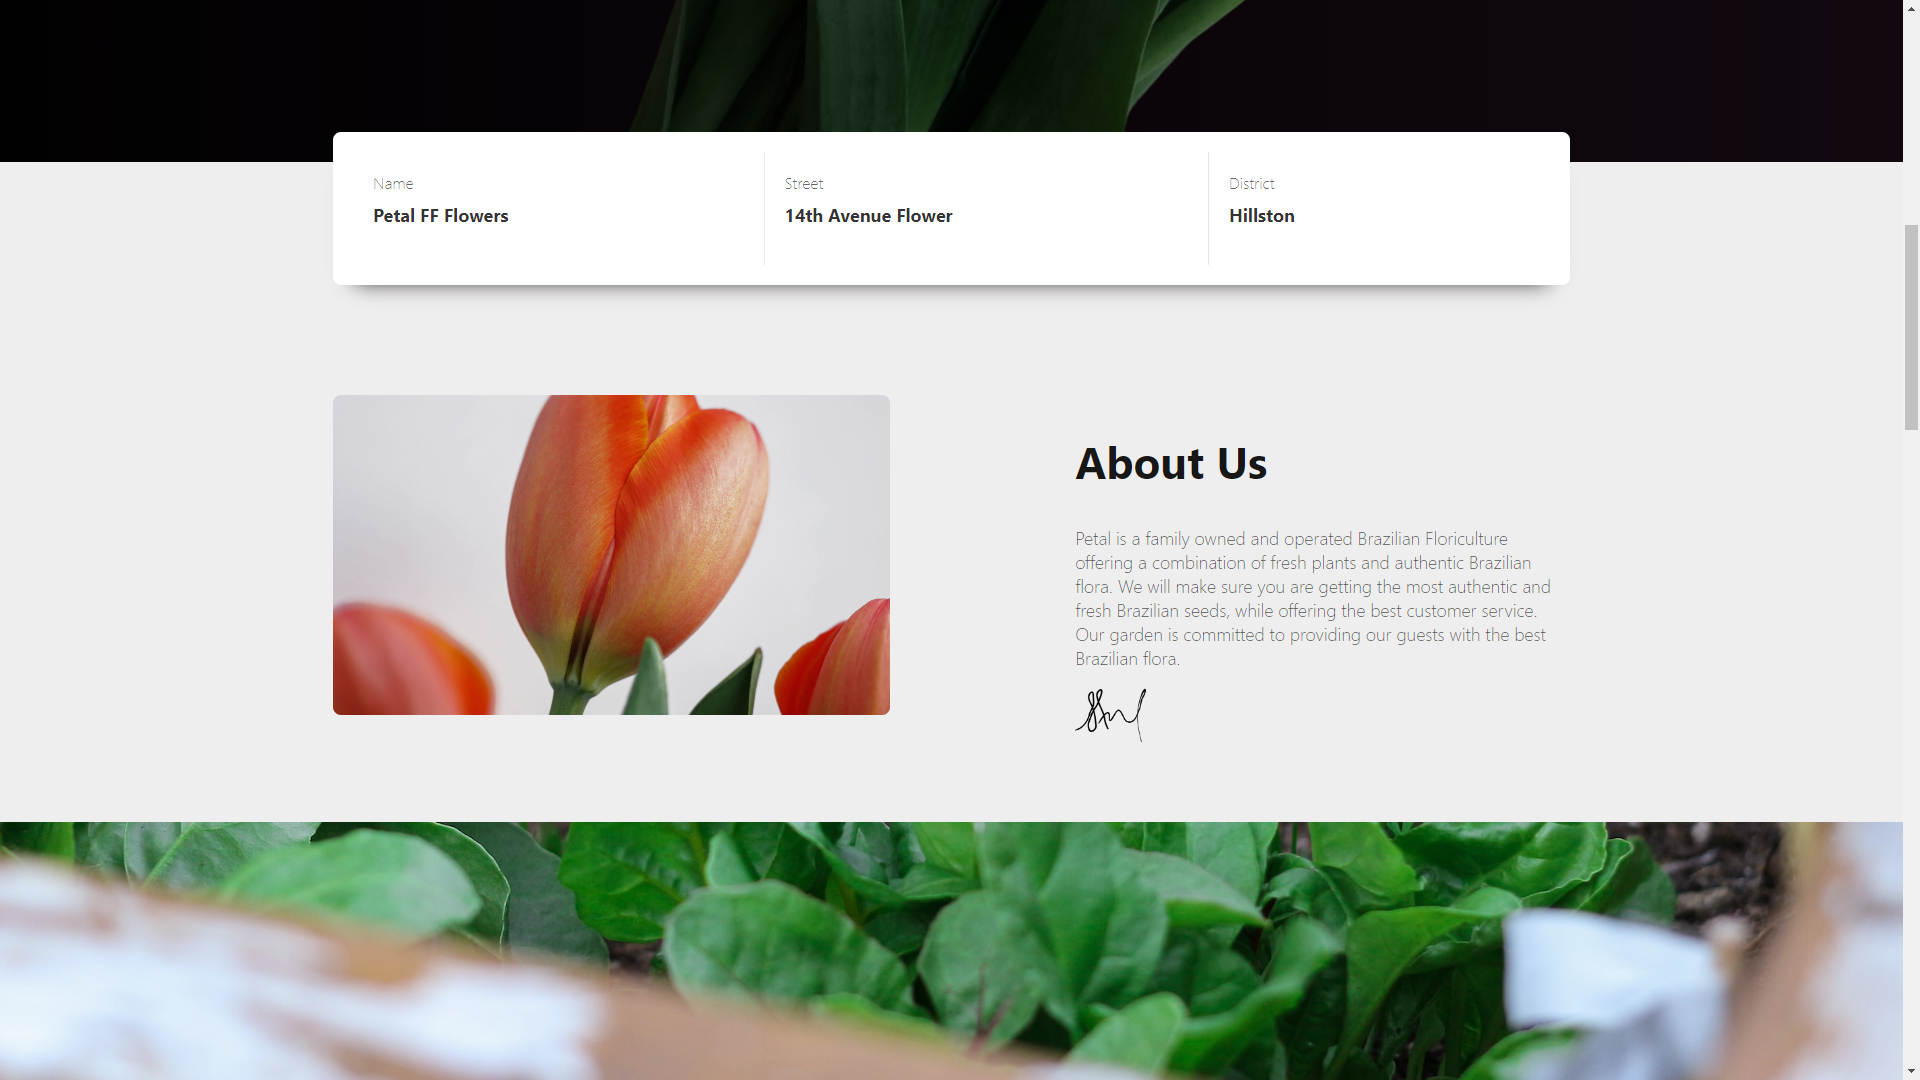 Name
Petal FF Flowers
Street
14th Avenue Flower
District
Hillston
About Us
Petal is a family owned and operated Brazilian Floriculture
offering a combination of fresh plants and authentic Brazilian
flora. We will make sure you are getting the most authentic and
fresh Brazilian seeds, while offering the best customer service.
Our garden is committed to providing our guests with the best
Brazilian flora.